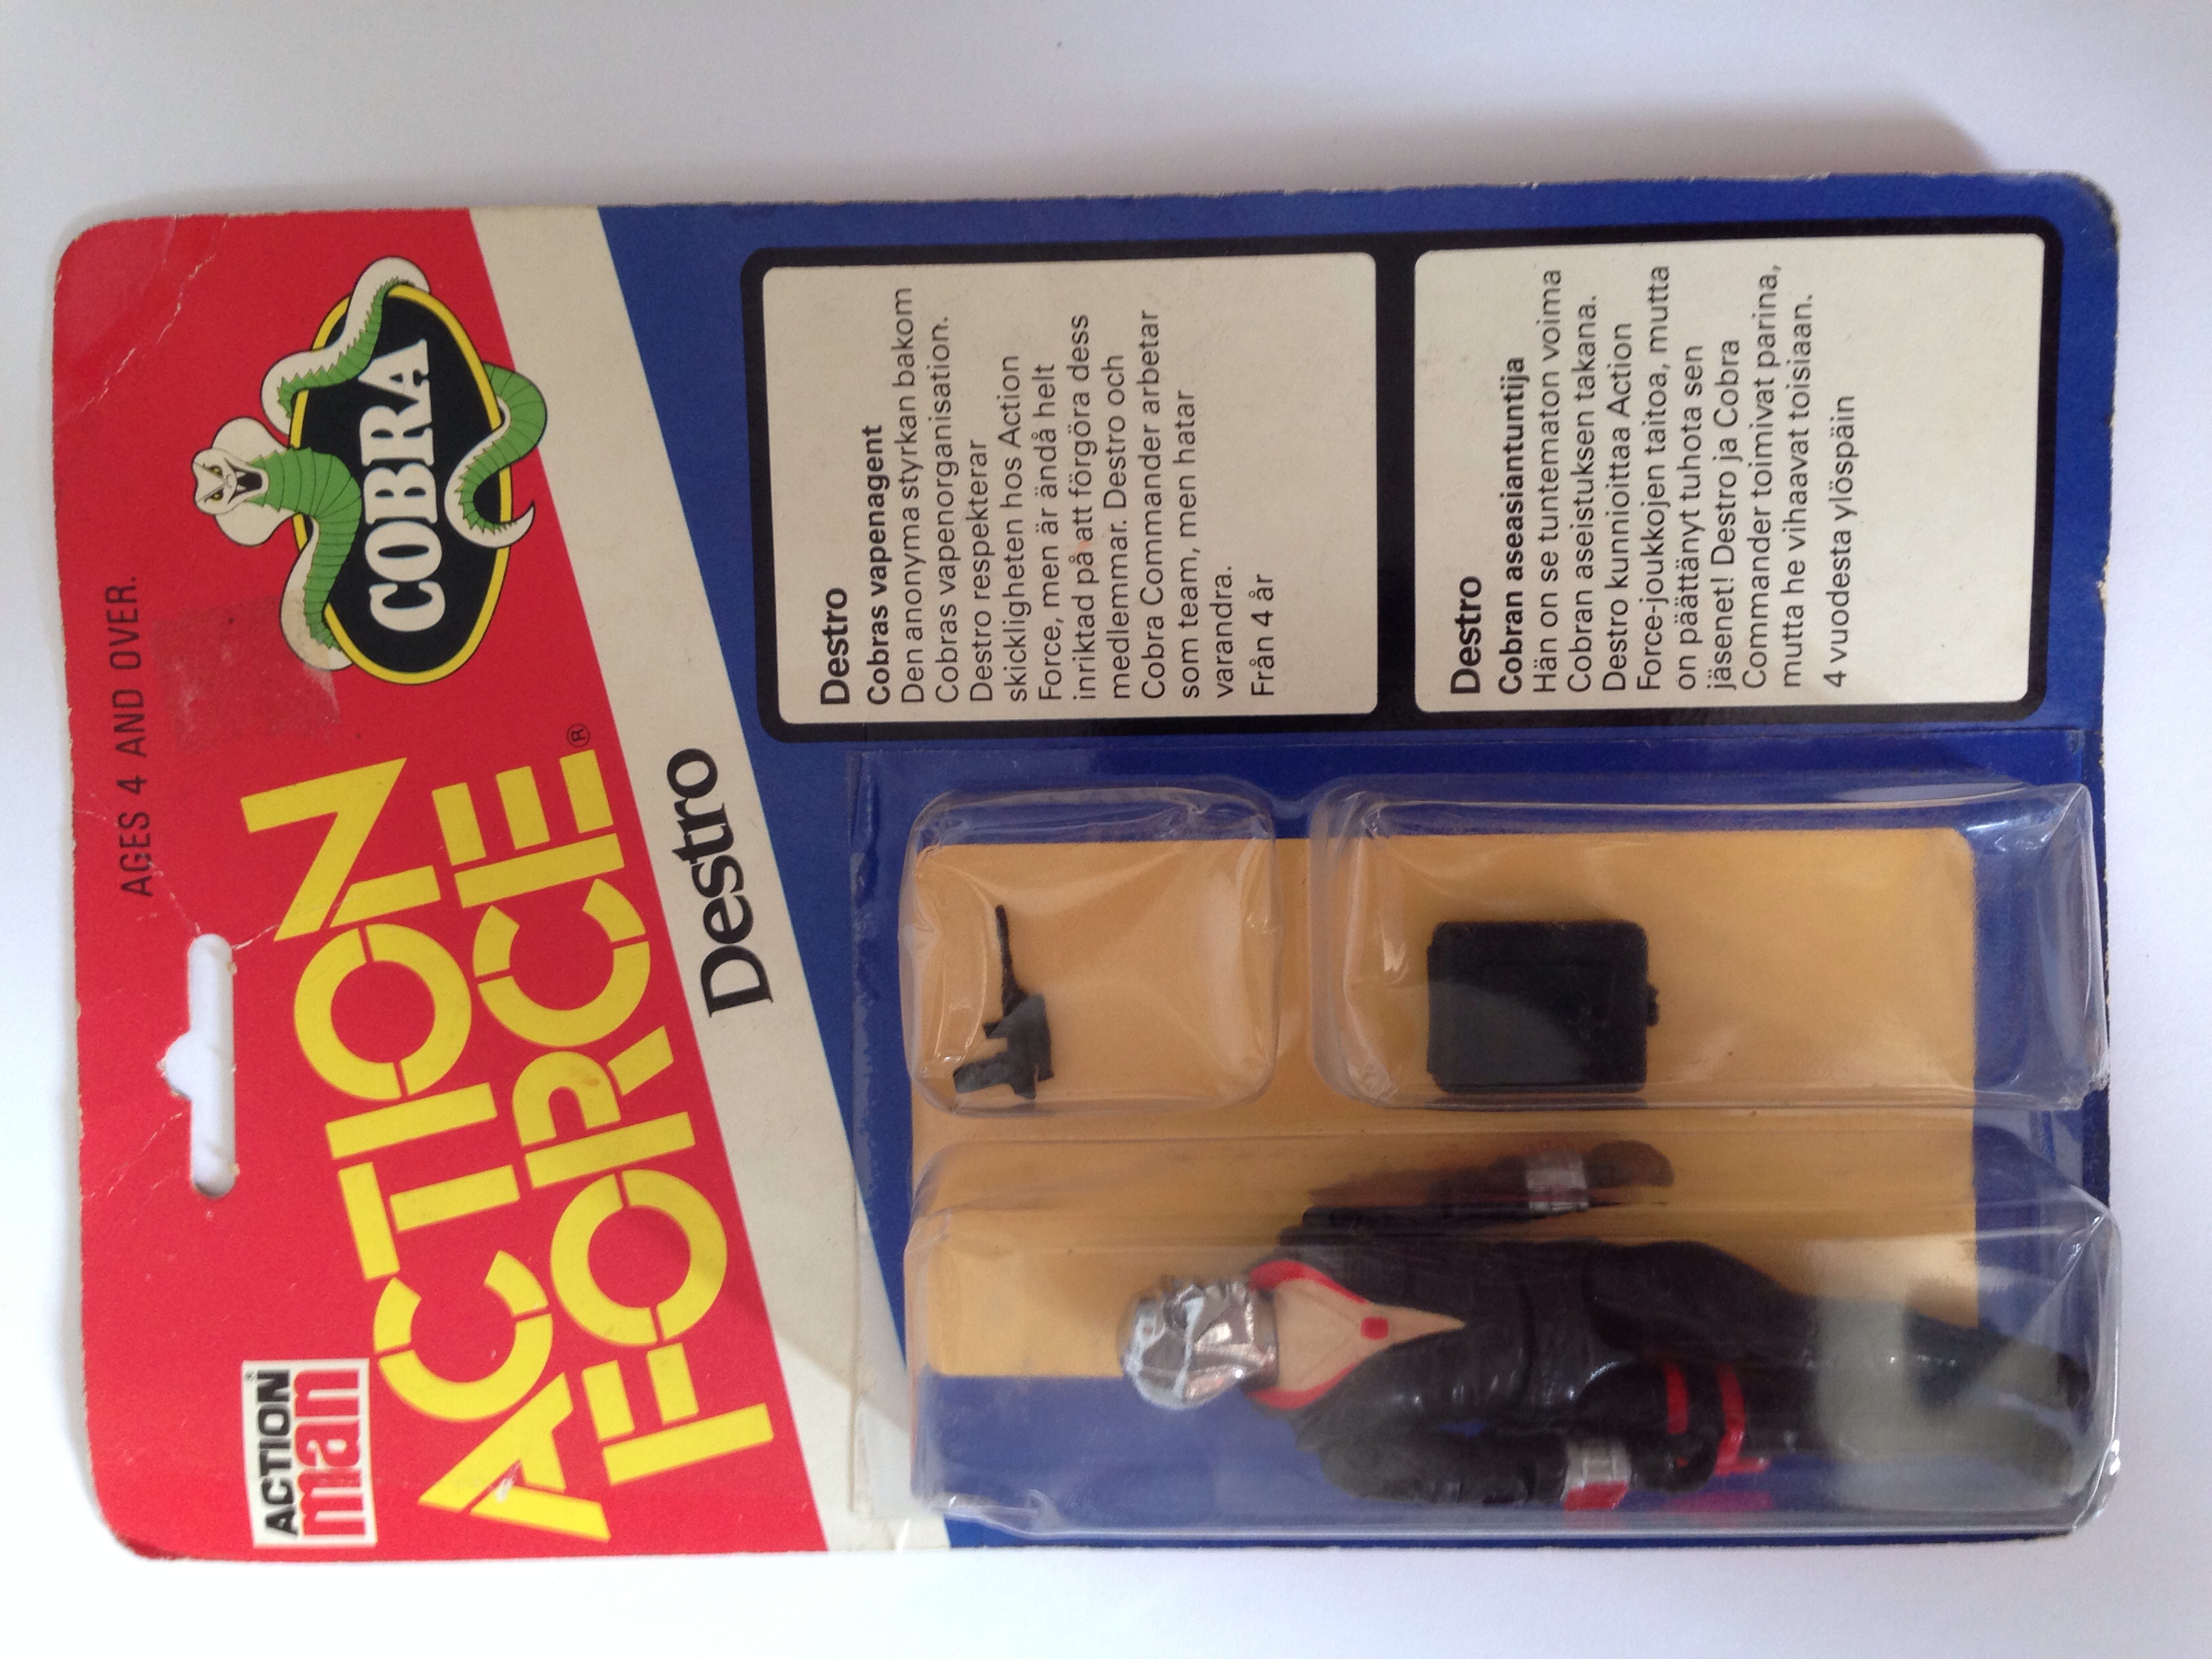 AGES 4 AND OVER.
ACTION
man
ACTION
FORCE®
COBRA
Destro
Destro
Cobras vapenagent
Den anonyma styrkan bakom
Cobras vapenorganisation.
Destro respekterar
skickligheten hos Action
Force, men är ändå helt
inriktad på att förgöra dess
medlemmar. Destro och
Cobra Commander arbetar
som team, men hatar
varandra.
Från 4 år
Destro
Cobran aseasiantuntija
Hän on se tuntematon voima
Cobran aseistuksen takana.
Destro kunnioittaa Action
Force-joukkojen taitoa, mutta
on päättänyt tuhota sen
jäsenet! Destro ja Cobra
Commander toimivat parina,
mutta he vihaavat toisiaan.
4 vuodesta ylöspäin